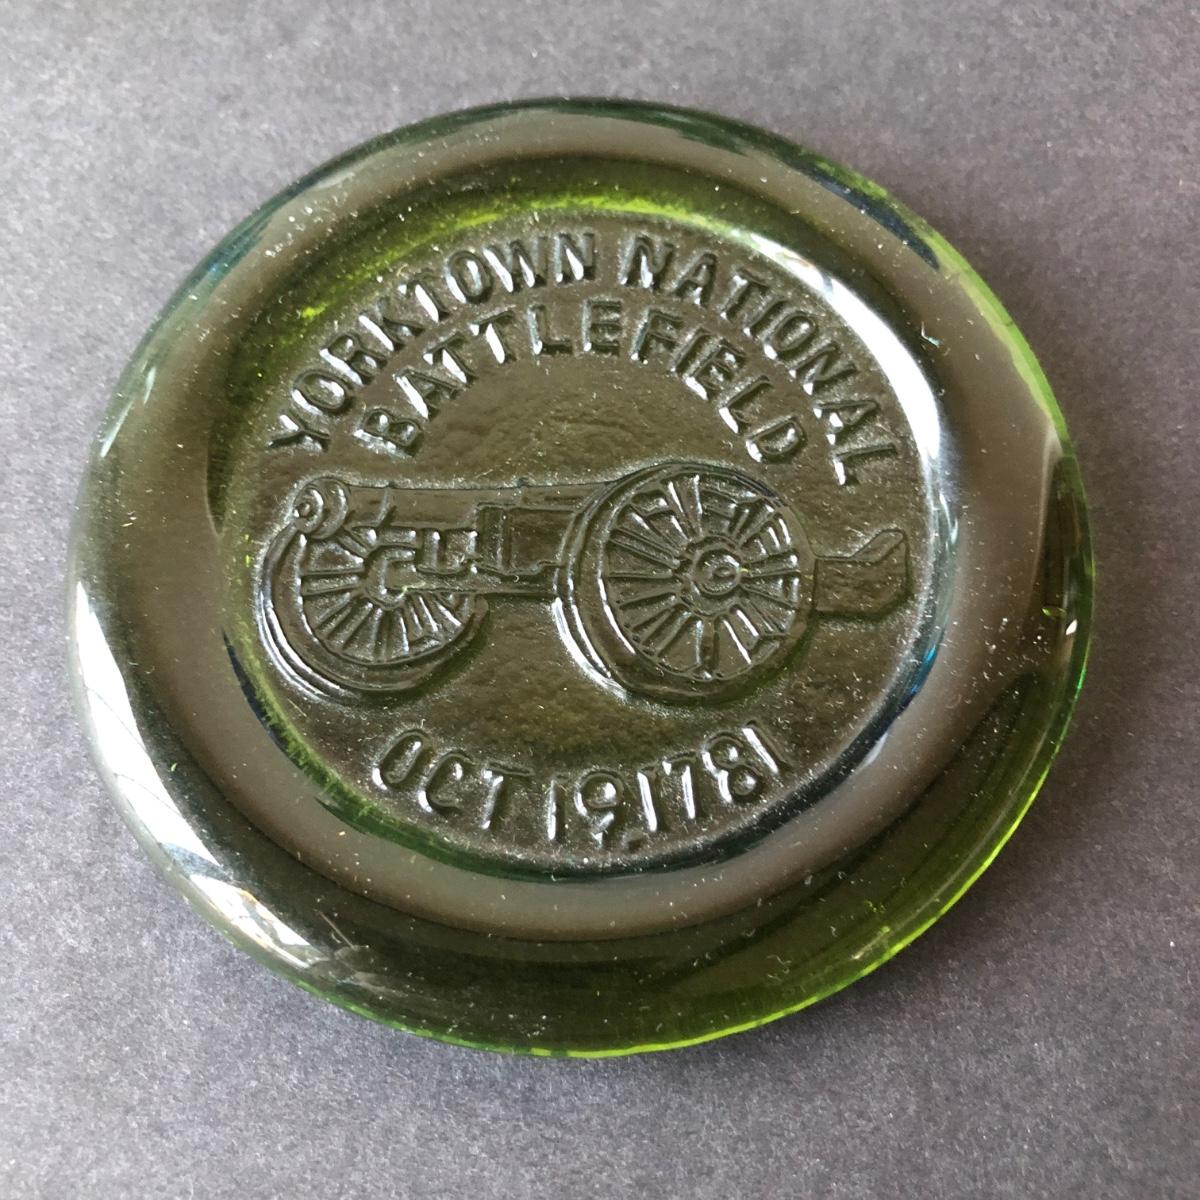 YORKTOWN NATIONAL
BATTLEFIELD
OCT 19, 1781